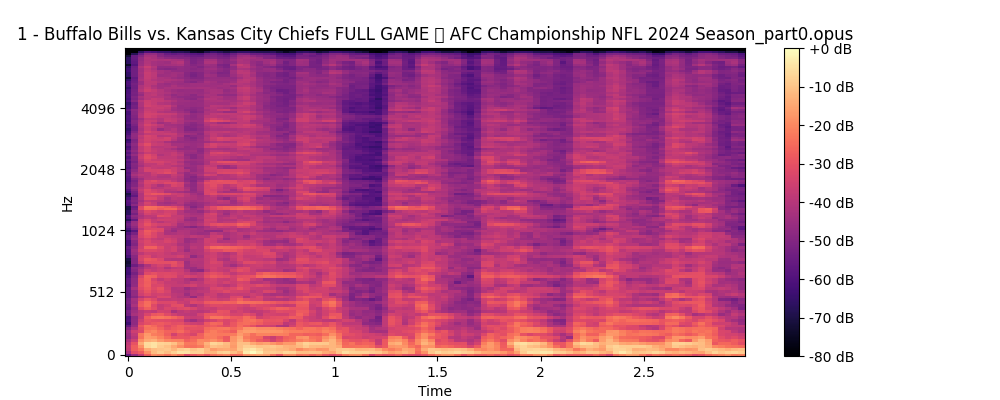 1 - Buffalo Bills vs. Kansas City Chiefs FULL GAME ▯ AFC Championship NFL 2024 Season_part0.opus
+0 dB
-10 dB
-20 dB
-30 dB
-40 dB
-50 dB
-60 dB
-70 dB
-80 dB
Hz
4096
2048
1024
512
0
0
0.5
1
1.5
2
2.5
Time